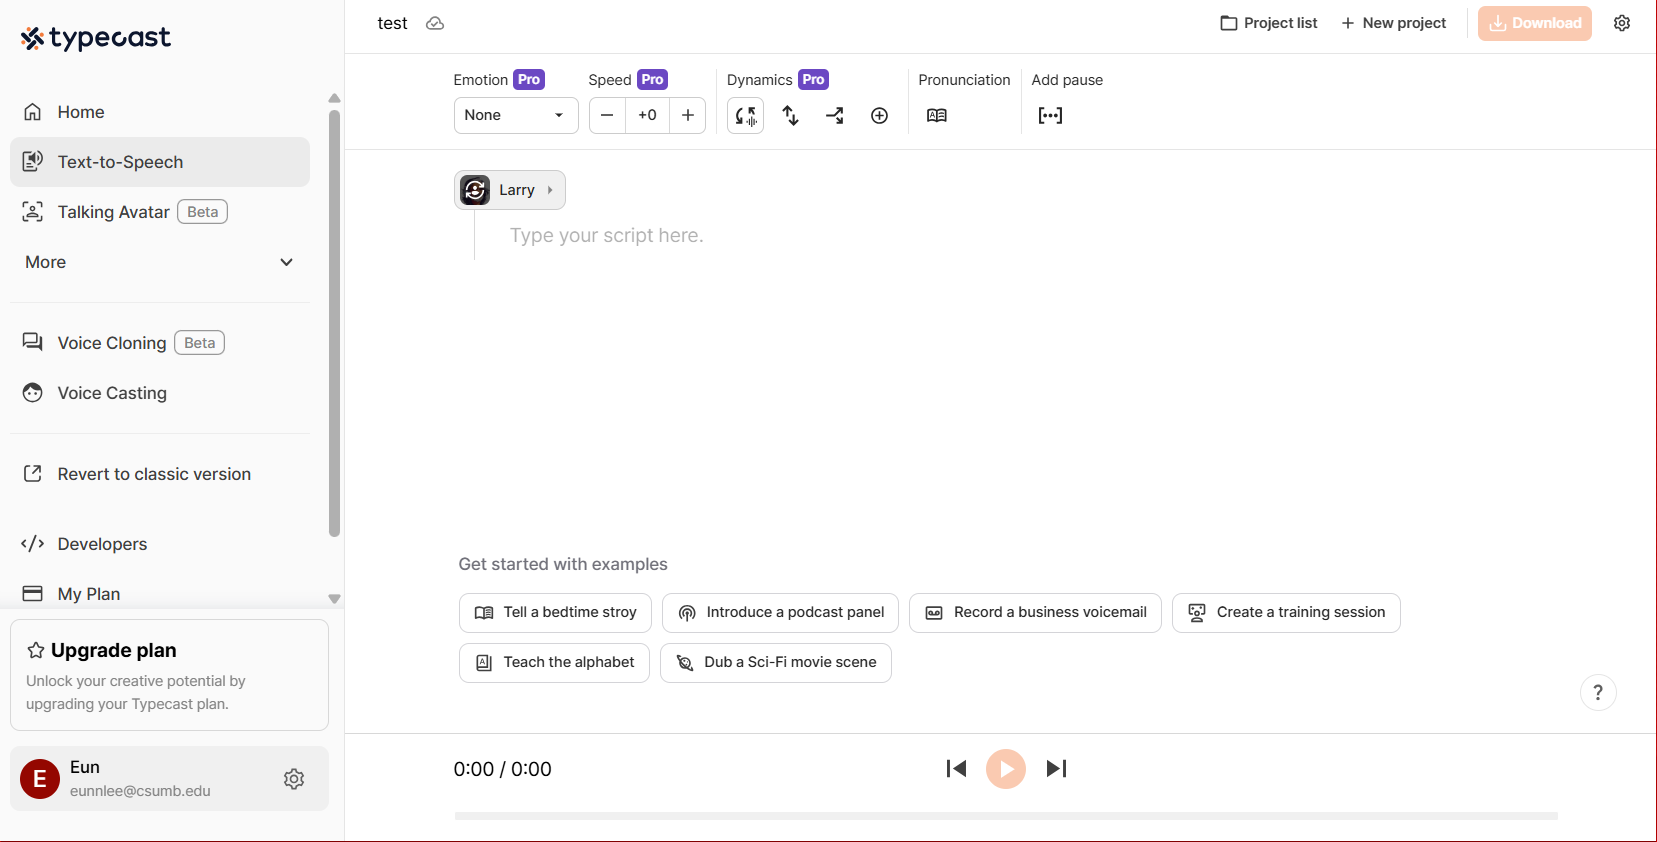 typecast
Home
Text-to-Speech
Talking Avatar Beta
More
Voice Cloning Beta
Voice Casting
Revert to classic version
Developers
My Plan
Upgrade plan
Unlock your creative potential by
upgrading your Typecast plan.
E
Eun
eunnlee@csumb.edu
test
Project list
New project
Download
Emotion Pro
Speed Pro
Dynamics Pro
Pronunciation
Add pause
None
+0
Larry
Type your script here.
Get started with examples
Tell a bedtime stroy
Introduce a podcast panel
Record a business voicemail
Create a training session
Teach the alphabet
Dub a Sci-Fi movie scene
?
0:00 / 0:00